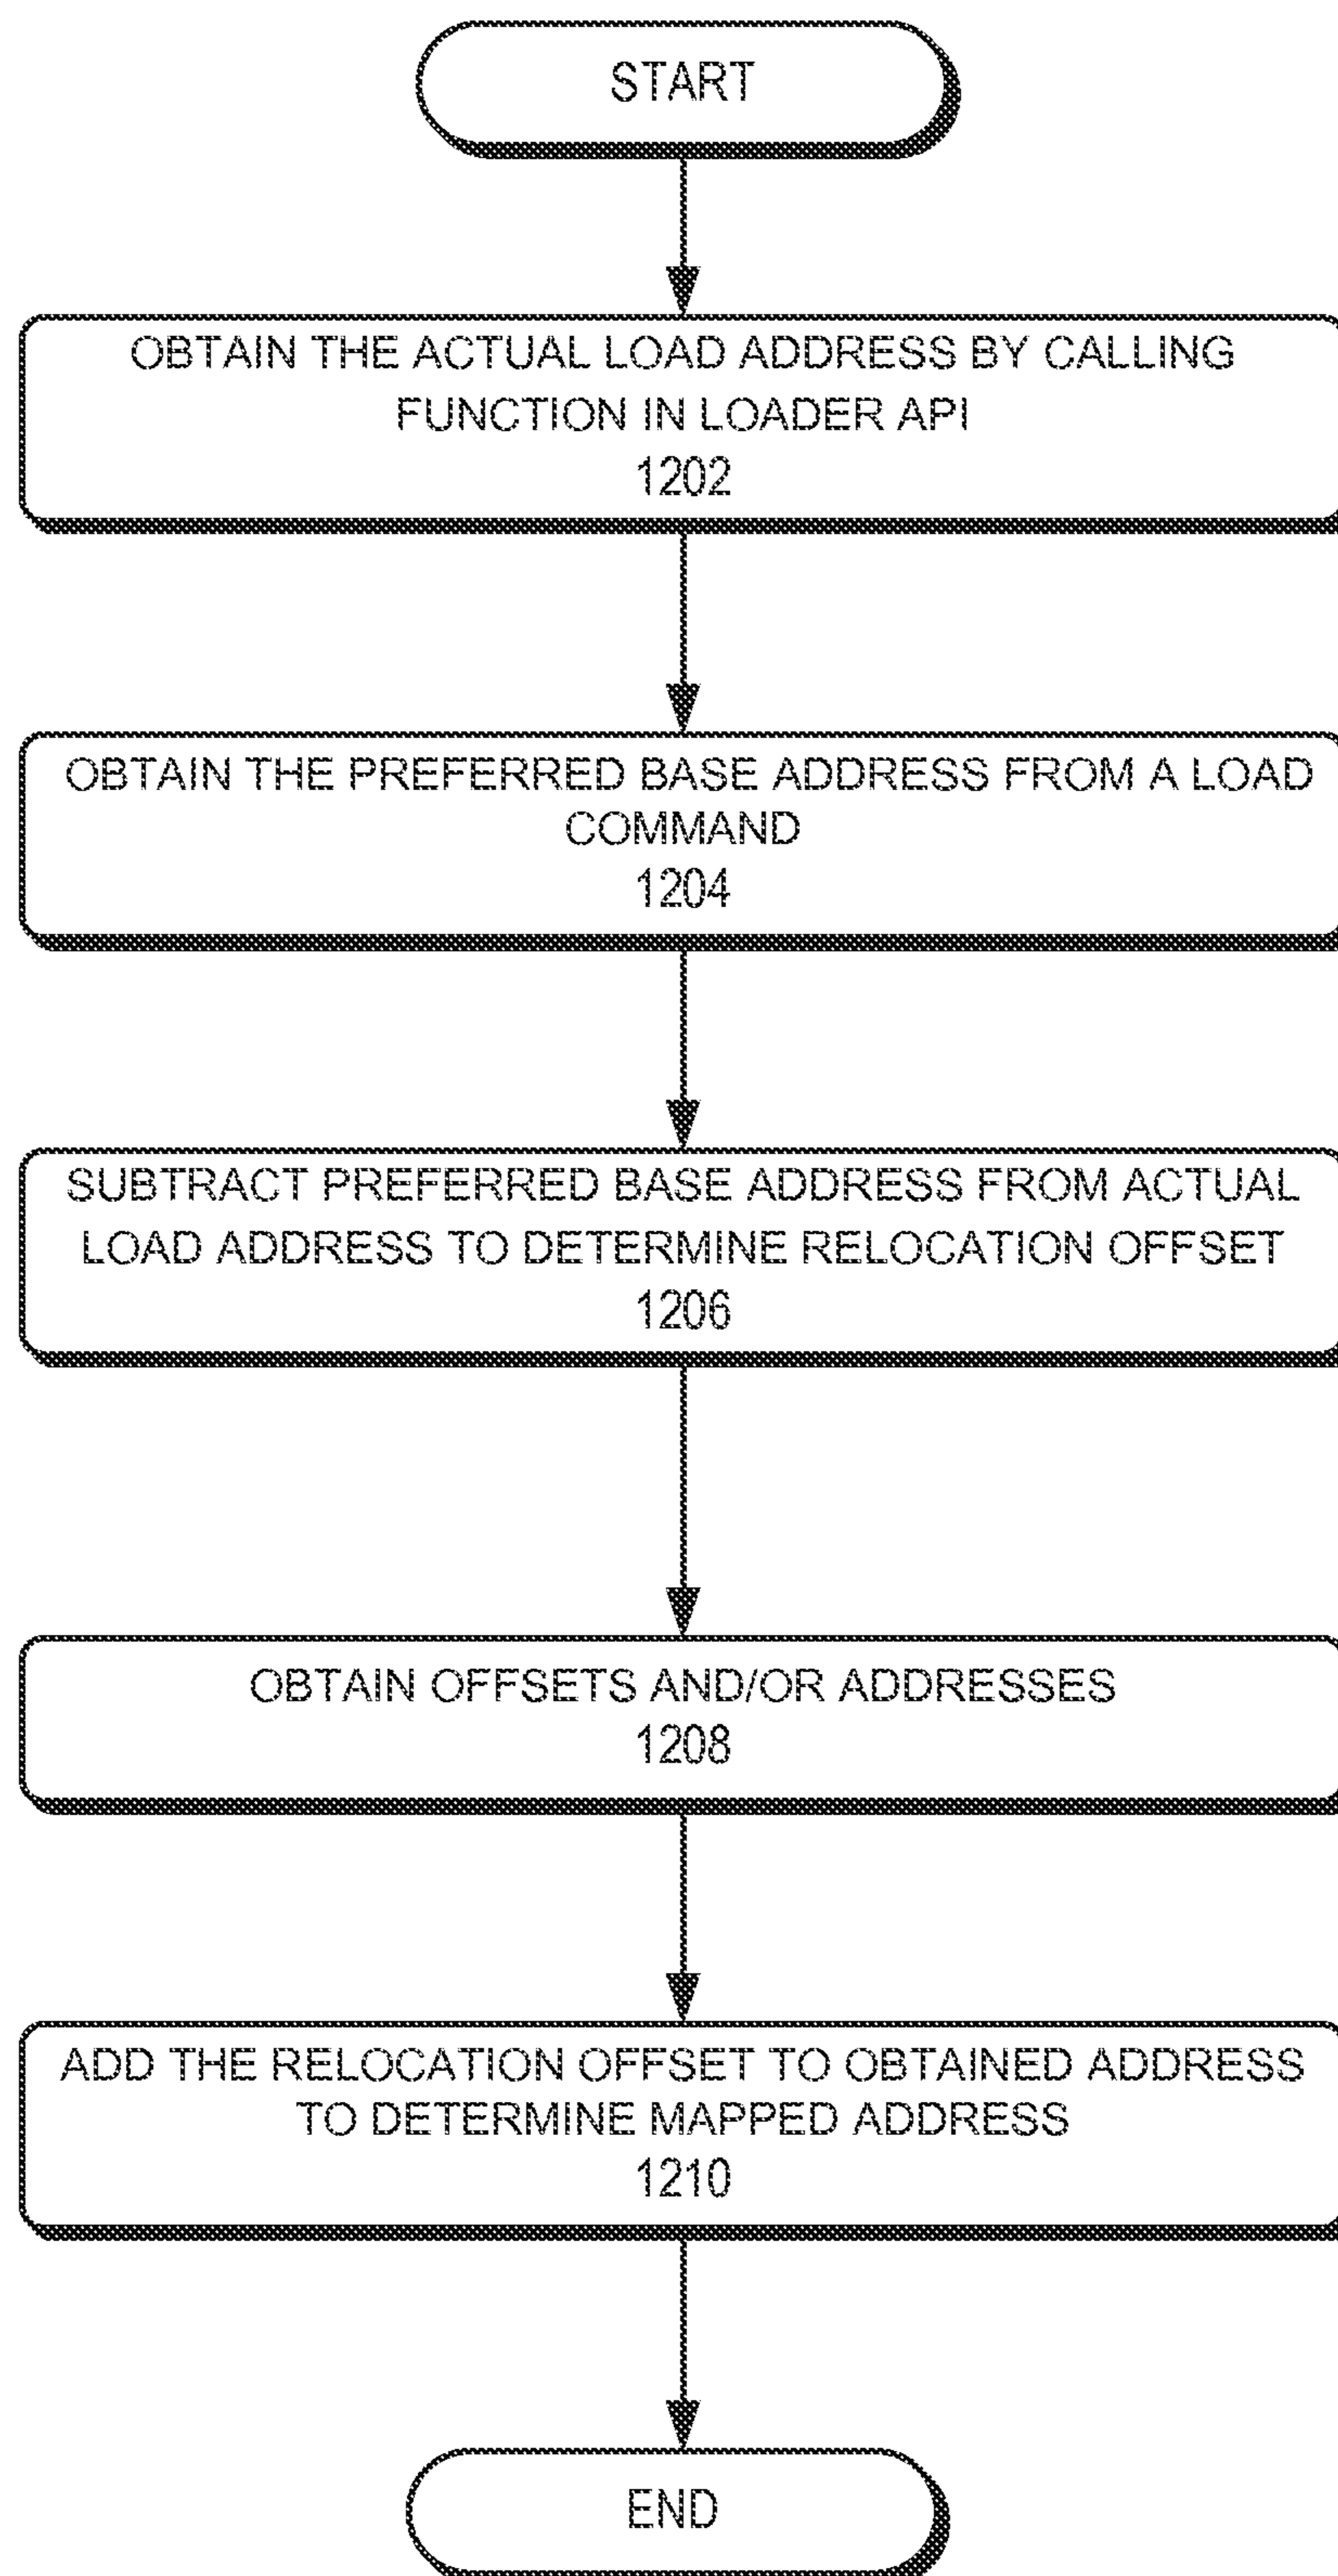 START
OBTAIN THE ACTUAL LOAD ADDRESS BY CALLING
FUNCTION IN LOADER API
1202
OBTAIN THE PREFERRED BASE ADDRESS FROM A LOAD
COMMAND
1204
SUBTRACT PREFERRED BASE ADDRESS FROM ACTUAL
LOAD ADDRESS TO DETERMINE RELOCATION OFFSET
1206
OBTAIN OFFSETS AND/OR ADDRESSES
1208
ADD THE RELOCATION OFFSET TO OBTAINED ADDRESS
TO DETERMINE MAPPED ADDRESS
1210
END